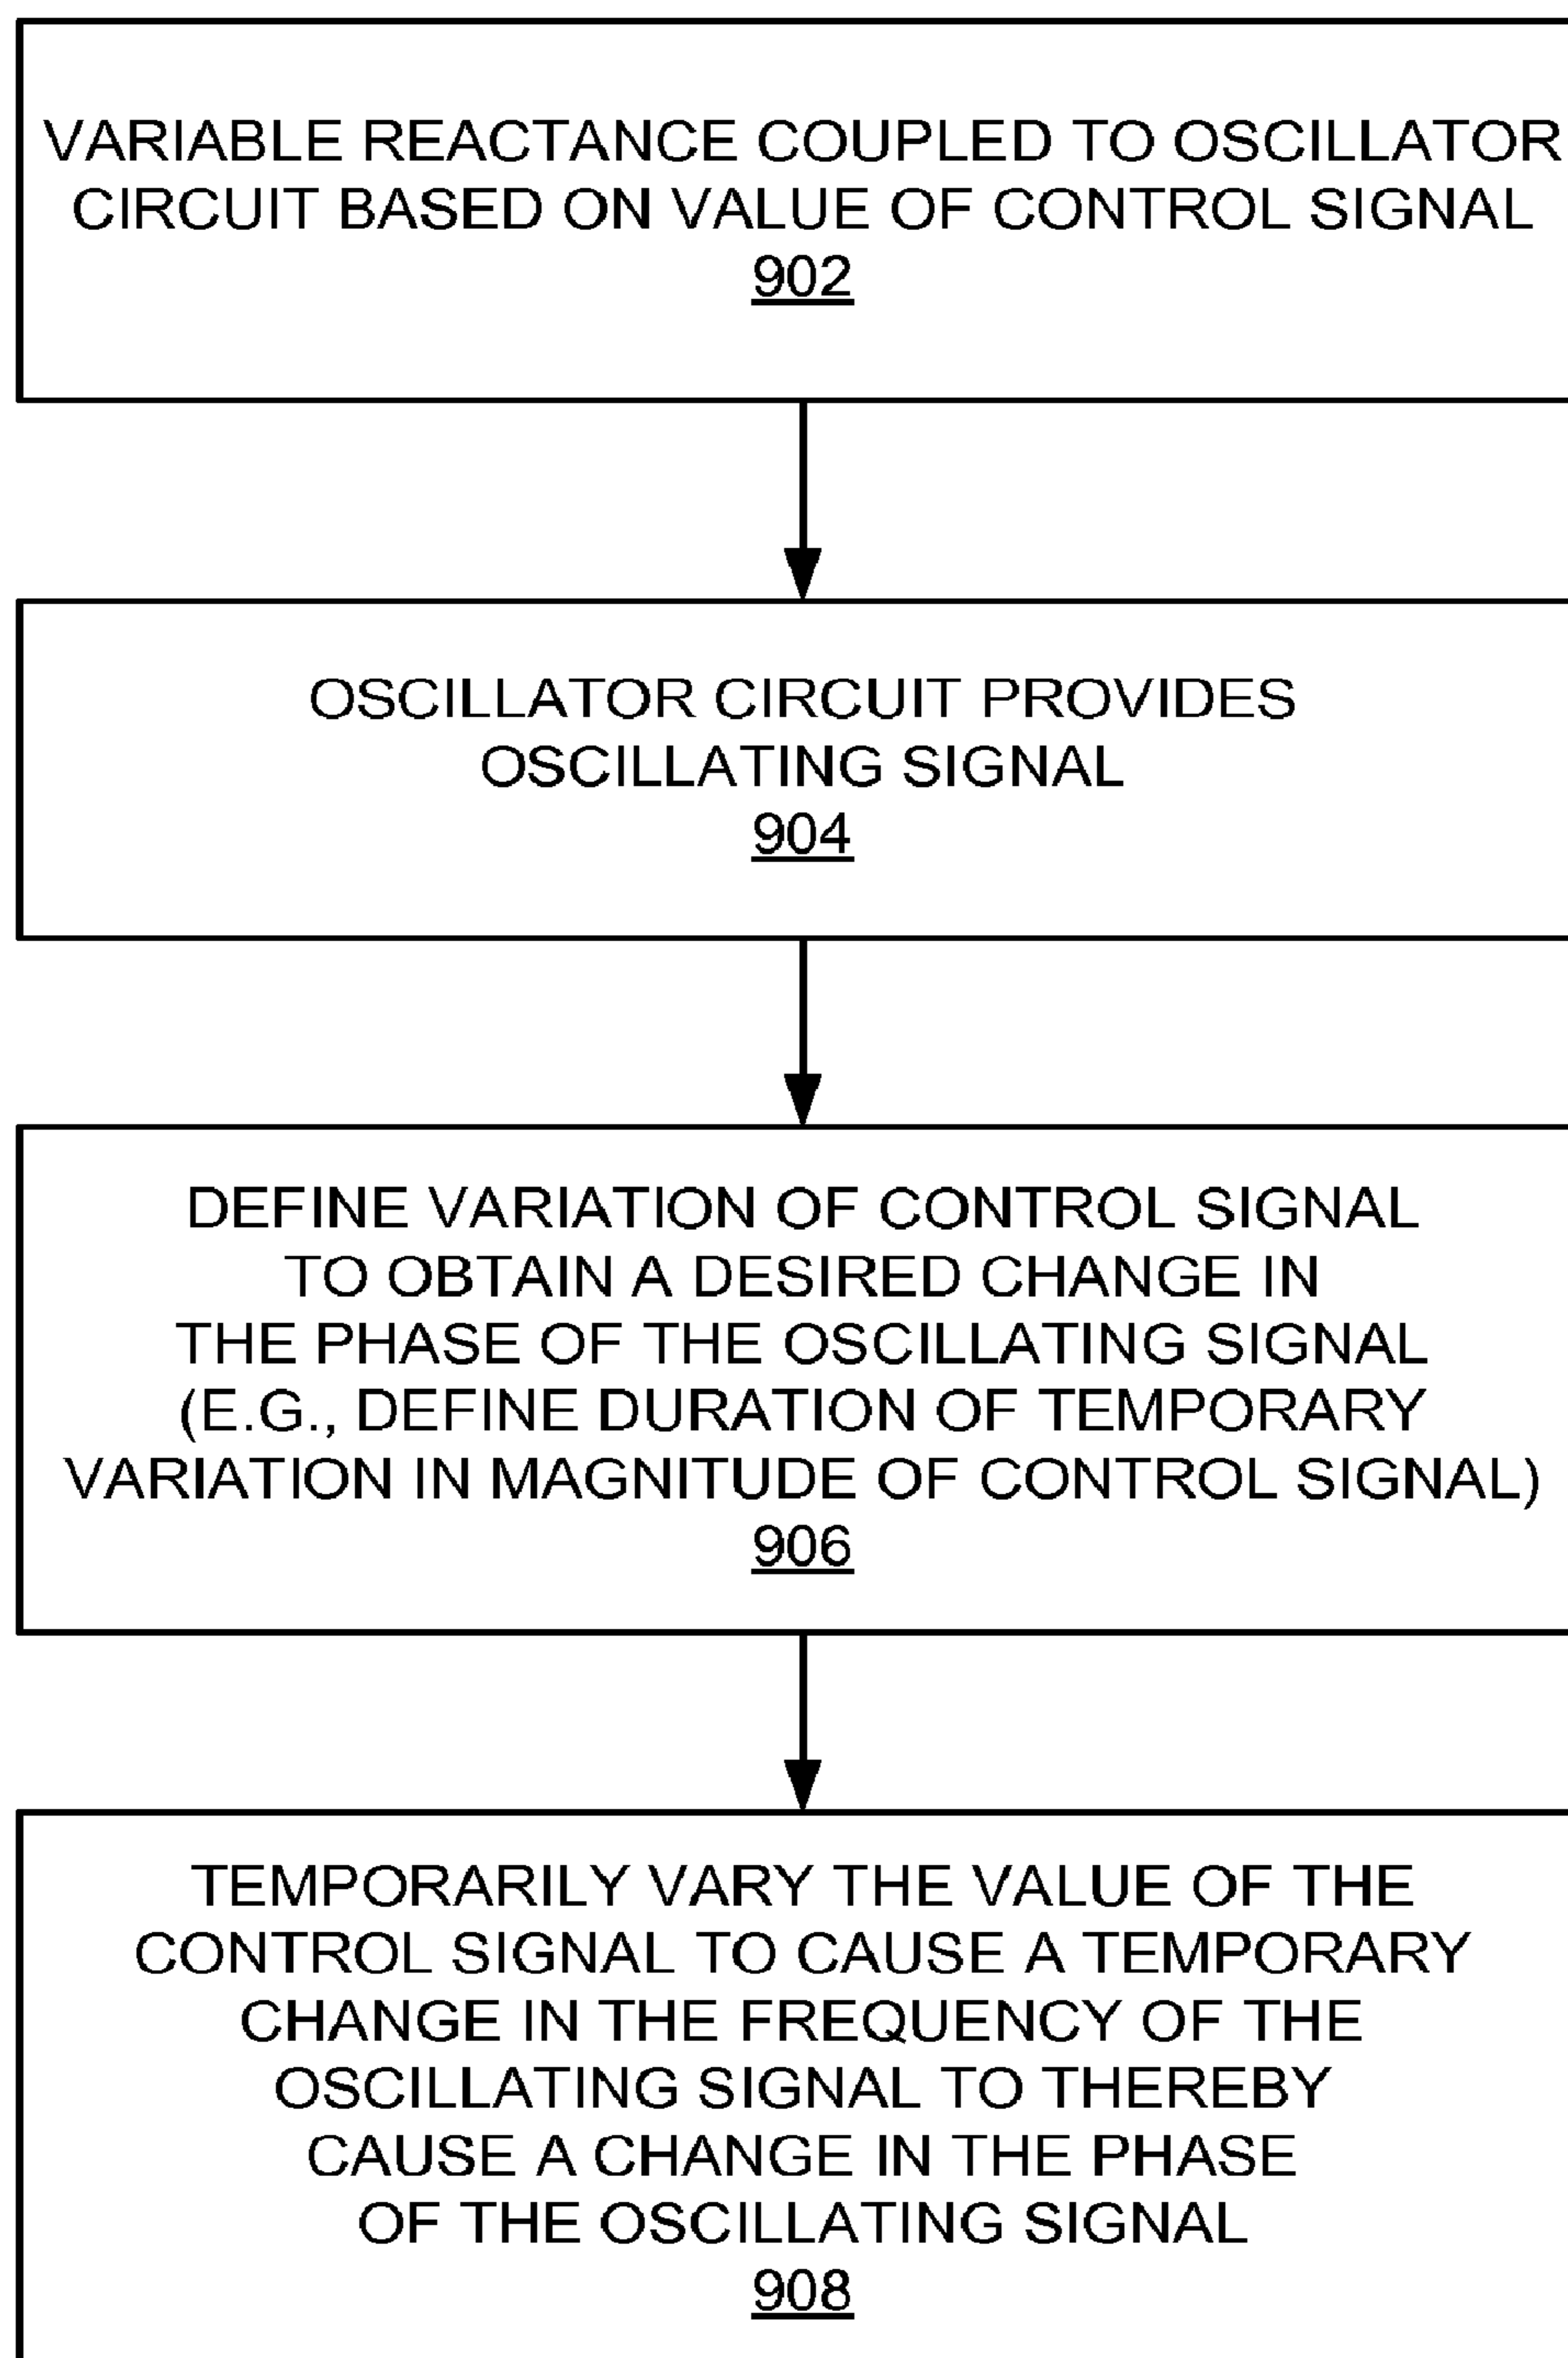 VARIABLE REACTANCE COUPLED TO OSCILLATOR
CIRCUIT BASED ON VALUE OF CONTROL SIGNAL
902
OSCILLATOR CIRCUIT PROVIDES
OSCILLATING SIGNAL
904
DEFINE VARIATION OF CONTROL SIGNAL
TO OBTAIN A DESIRED CHANGE IN
THE PHASE OF THE OSCILLATING SIGNAL
(E.G., DEFINE DURATION OF TEMPORARY
VARIATION IN MAGNITUDE OF CONTROL SIGNAL)
906
TEMPORARILY VARY THE VALUE OF THE
CONTROL SIGNAL TO CAUSE A TEMPORARY
CHANGE IN THE FREQUENCY OF THE
OSCILLATING SIGNAL TO THEREBY
CAUSE A CHANGE IN THE PHASE
OF THE OSCILLATING SIGNAL
908